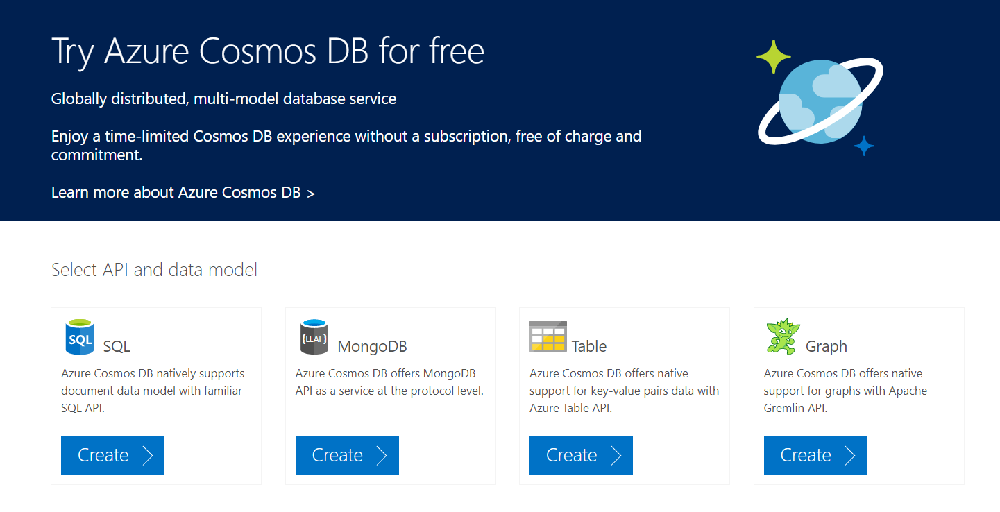 Try Azure Cosmos DB for free
Globally distributed, multi-model database service
Enjoy a time-limited Cosmos DB experience without a subscription, free of charge and
commitment.
Learn more about Azure Cosmos DB >
Select API and data model
SQL
SQL
Azure Cosmos DB natively supports
document data model with familiar
SQL API.
Create
{LEAF}
MongoDB
Azure Cosmos DB offers MongoDB
API as a service at the protocol level.
Create
Table
Azure Cosmos DB offers native
support for key-value pairs data with
Azure Table API.
Create
Graph
Azure Cosmos DB offers native
support for graphs with Apache
Gremlin API.
Create